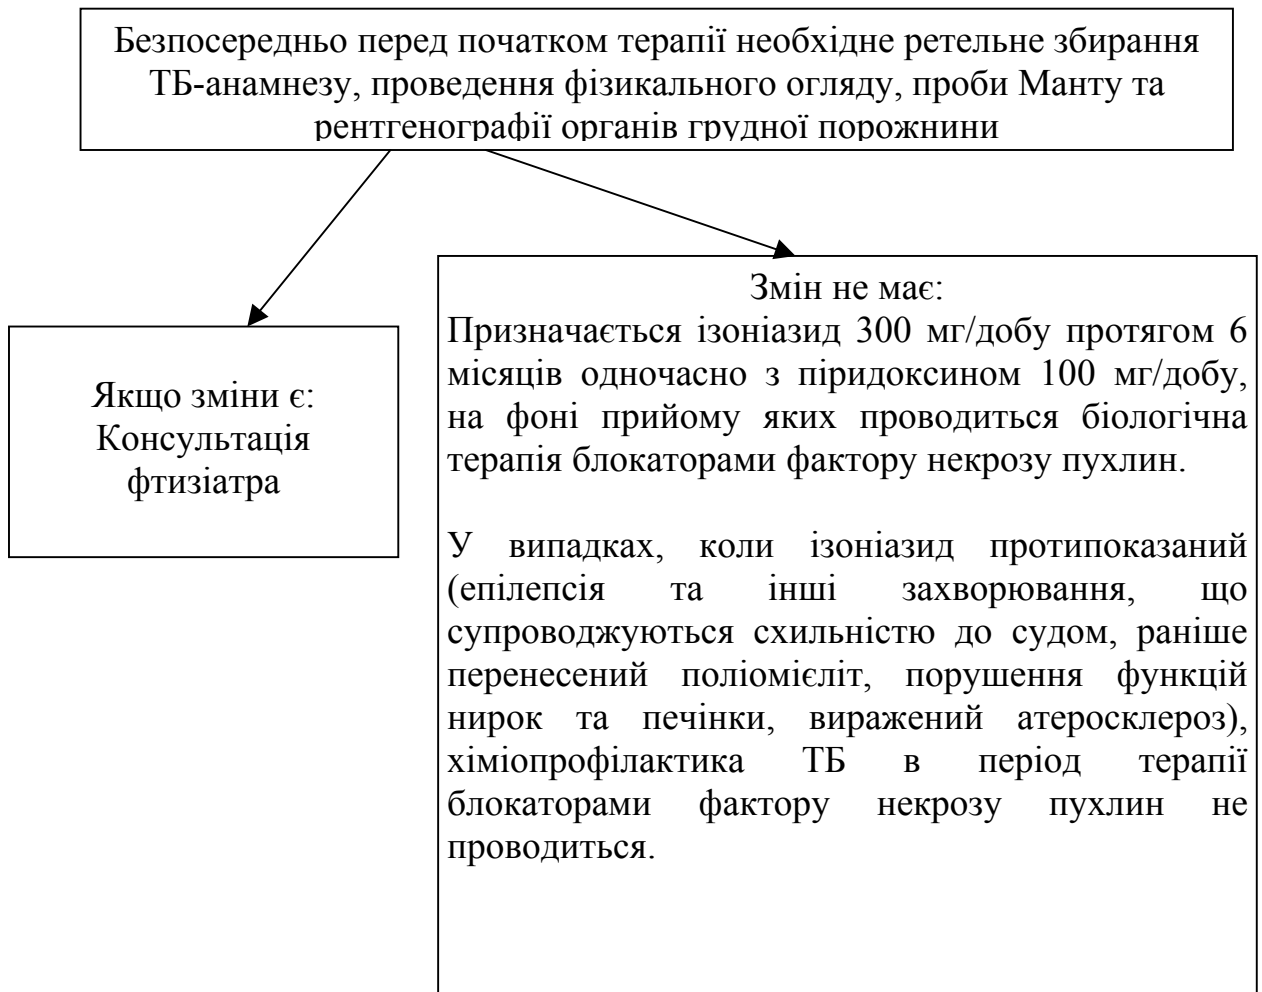 Безпосередньо перед початком терапії необхідне ретельне збирання
ТБ-анамнезу, проведення фізикального огляду, проби Манту та
рентгенографії органів грудної порожнини
Якщо зміни є:
Консультація
фтизіатра
Змін не має:
Призначається ізоніазид 300 мг/добу протягом 6
місяців одночасно з піридоксином 100 мг/добу,
на фоні прийому яких проводиться біологічна
терапія блокаторами фактору некрозу пухлин.
У випадках, коли ізоніазид протипоказаний
(епілепсія та інші захворювання, що
супроводжуються схильністю до судом, раніше
перенесений поліомієліт, порушення функцій
нирок та печінки, виражений атеросклероз),
хіміопрофілактика ТБ в період терапії
блокаторами фактору некрозу пухлин не
проводиться.